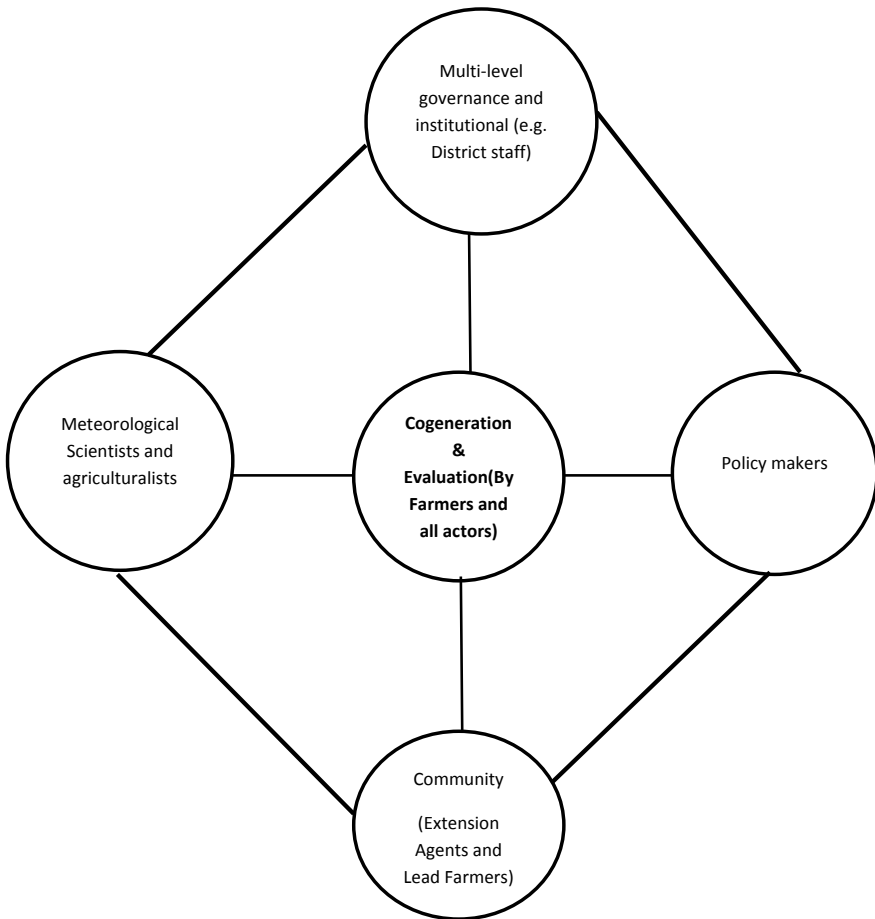 Multi-level
governance and
institutional (e.g.
District staff)
Meteorological
Scientists and
agriculturalists
Cogeneration
&
Evaluation(By
Farmers and
all actors)
Policy makers
Community
(Extension
Agents and
Lead Farmers)